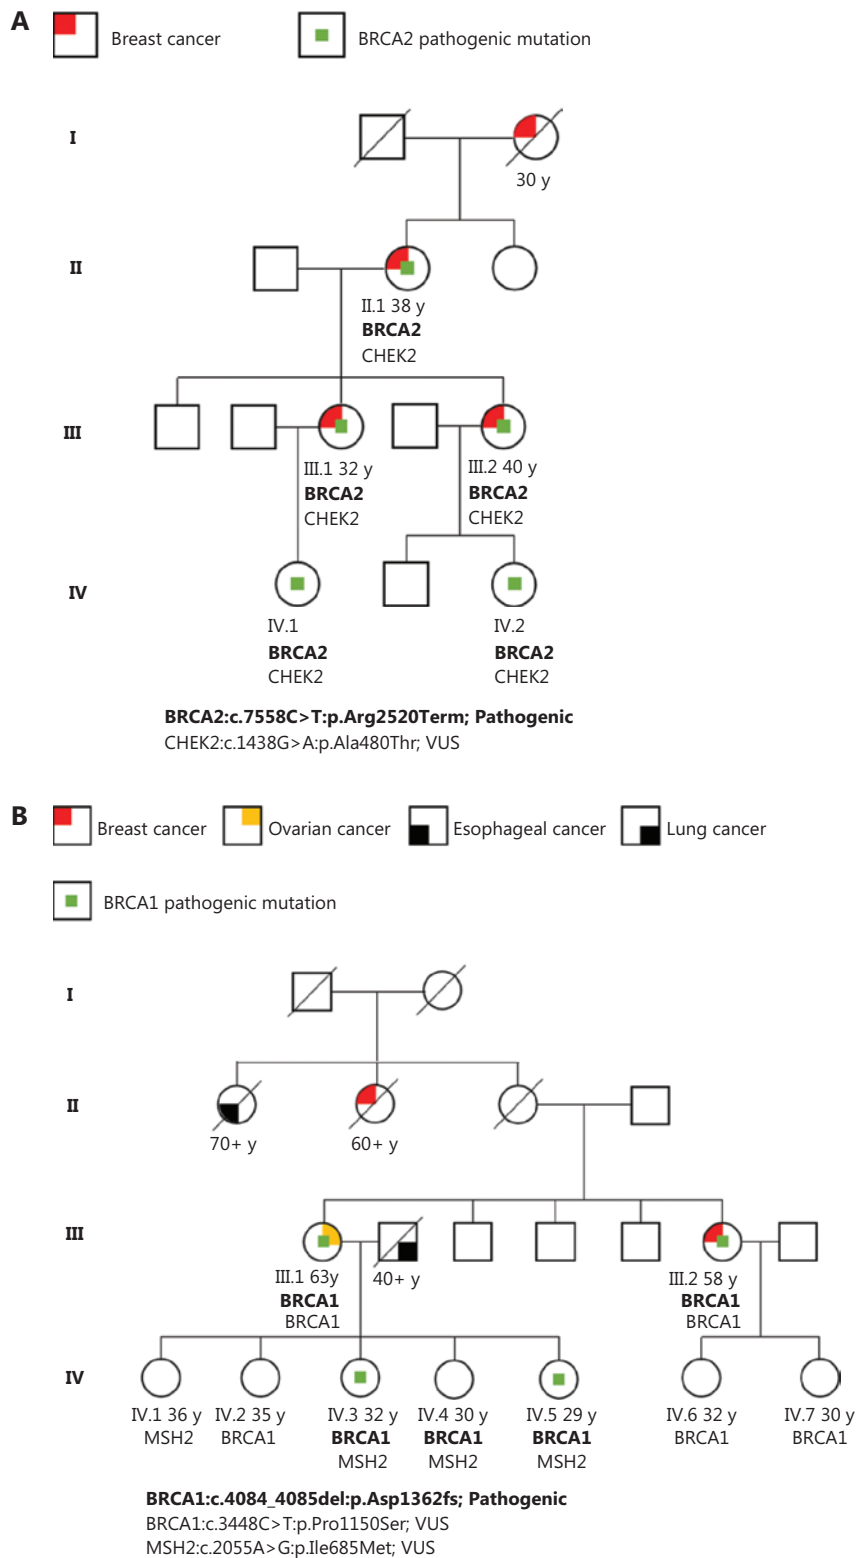 A
Breast cancer
BRCA2 pathogenic mutation
I
30 y
II
II.1 38 y
BRCA2
CHEK2
III
III.1 32 y
BRCA2
CHEK2
III.2 40 y
BRCA2
CHEK2
IV
IV.1
BRCA2
CHEK2
IV.2
BRCA2
CHEK2
BRCA2:c.7558C>T:p.Arg2520Term; Pathogenic
CHEK2:c.1438G>A:p.Ala480Thr; VUS
B
Breast cancer
Ovarian cancer
Esophageal cancer
Lung cancer
BRCA1 pathogenic mutation
I
II
70+ y
60+ y
III
III.1 63y
BRCA1
BRCA1
40+ y
III.2 58 y
BRCA1
BRCA1
IV
IV.1 36 y
MSH2
IV.2 35 y
BRCA1
IV.3 32 y
BRCA1
MSH2
IV.4 30 y
BRCA1
MSH2
IV.5 29 y
BRCA1
MSH2
IV.6 32 y
BRCA1
IV.7 30 y
BRCA1
BRCA1:c.4084_4085del:p.Asp1362fs; Pathogenic
BRCA1:c.3448C>T:p.Pro1150Ser; VUS
MSH2:c.2055A>G:p.Ile685Met; VUS